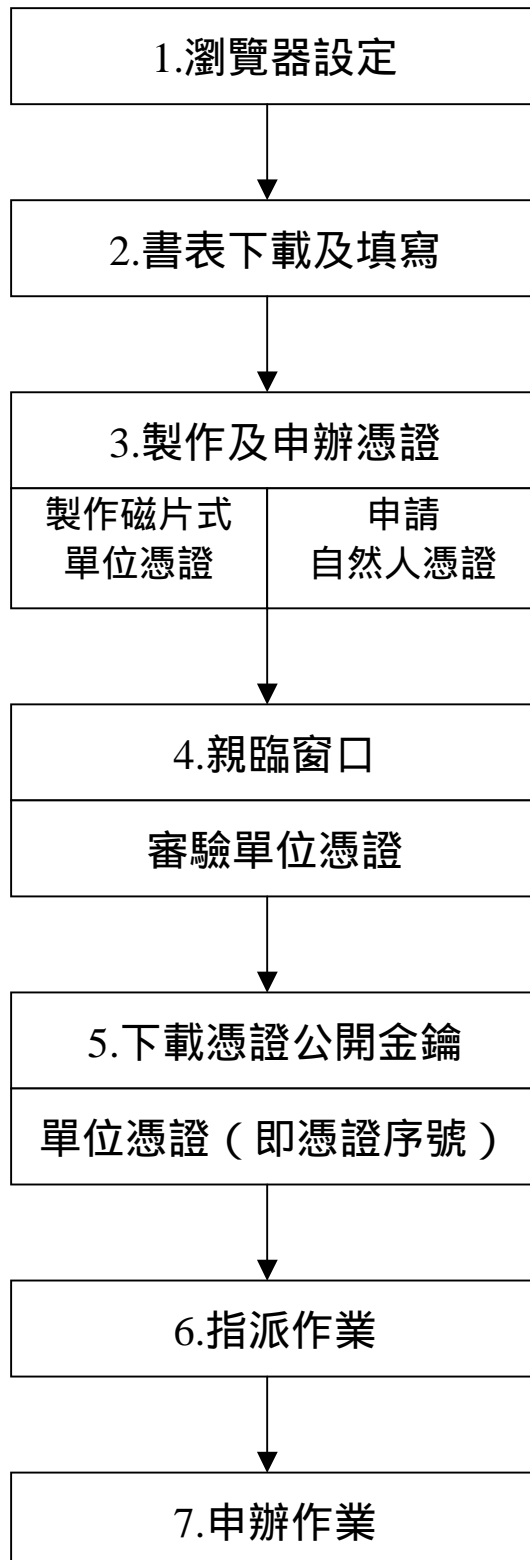 1.瀏覽器設定
2.書表下載及填寫
3.製作及申辦憑證
製作磁片式
單位憑證
申請
自然人憑證
4.親臨窗口
審驗單位憑證
5.下載憑證公開金鑰
單位憑證（即憑證序號）
6.指派作業
7.申辦作業